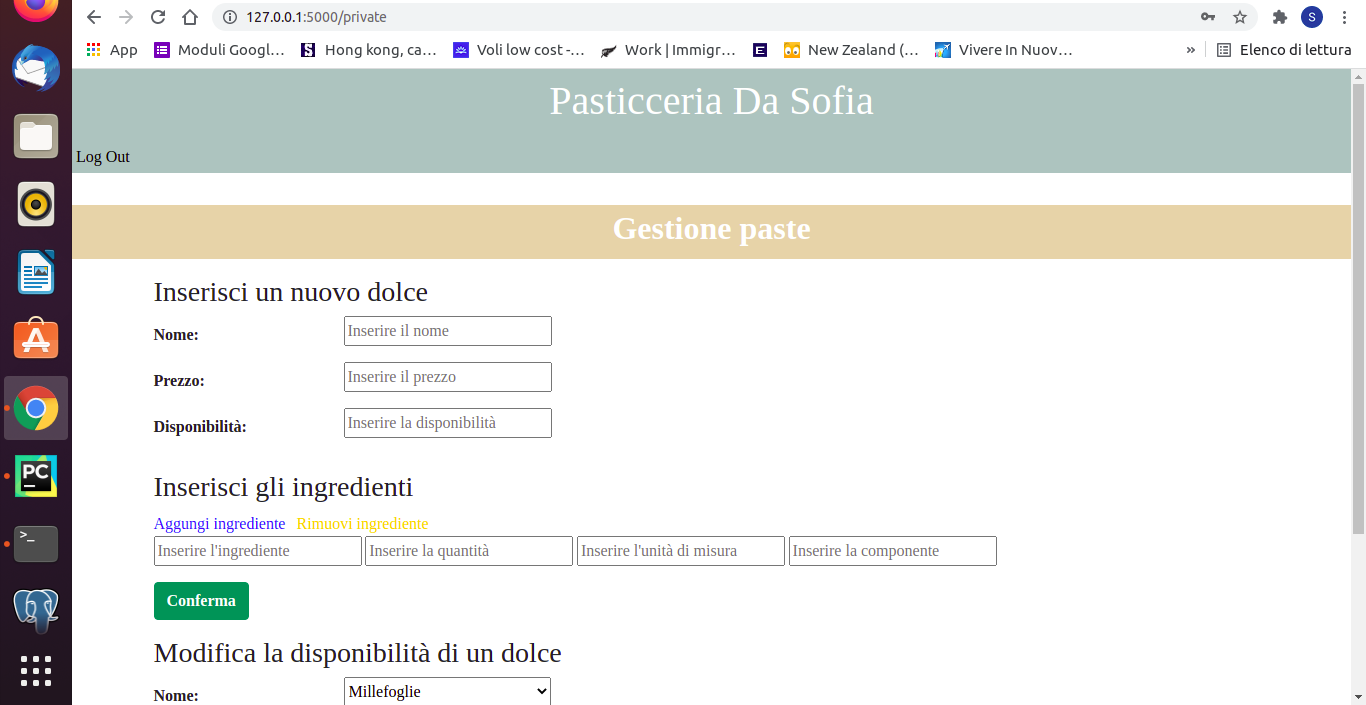 127.0.0.1:5000/private
S
App
Moduli Googl…
Hong kong, ca…
Voli low cost -…
Work | Immigr…
New Zealand (…
Vivere In Nuov…
»
Elenco di lettura
Pasticceria Da Sofia
Log Out
Gestione paste
Inserisci un nuovo dolce
Nome: Inserire il nome
Prezzo: Inserire il prezzo
Disponibilità: Inserire la disponibilità
Inserisci gli ingredienti
Aggungi ingrediente Rimuovi ingrediente
Inserire l'ingrediente Inserire la quantità Inserire l'unità di misura Inserire la componente
Conferma
PC
>_
Modifica la disponibilità di un dolce
Nome: Millefoglie